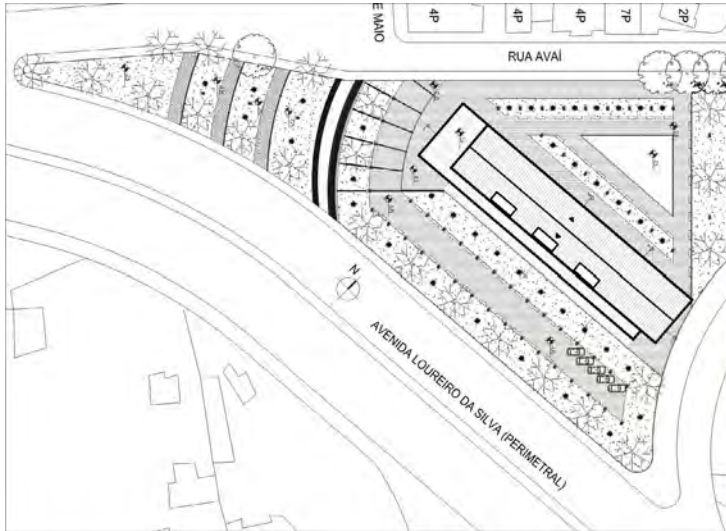 E MAIO
4P
4P
4P
7P
2P
RUA AVAÍ
N
AVENIDA LOUREIRO DA SILVA (PERIMETRAL)